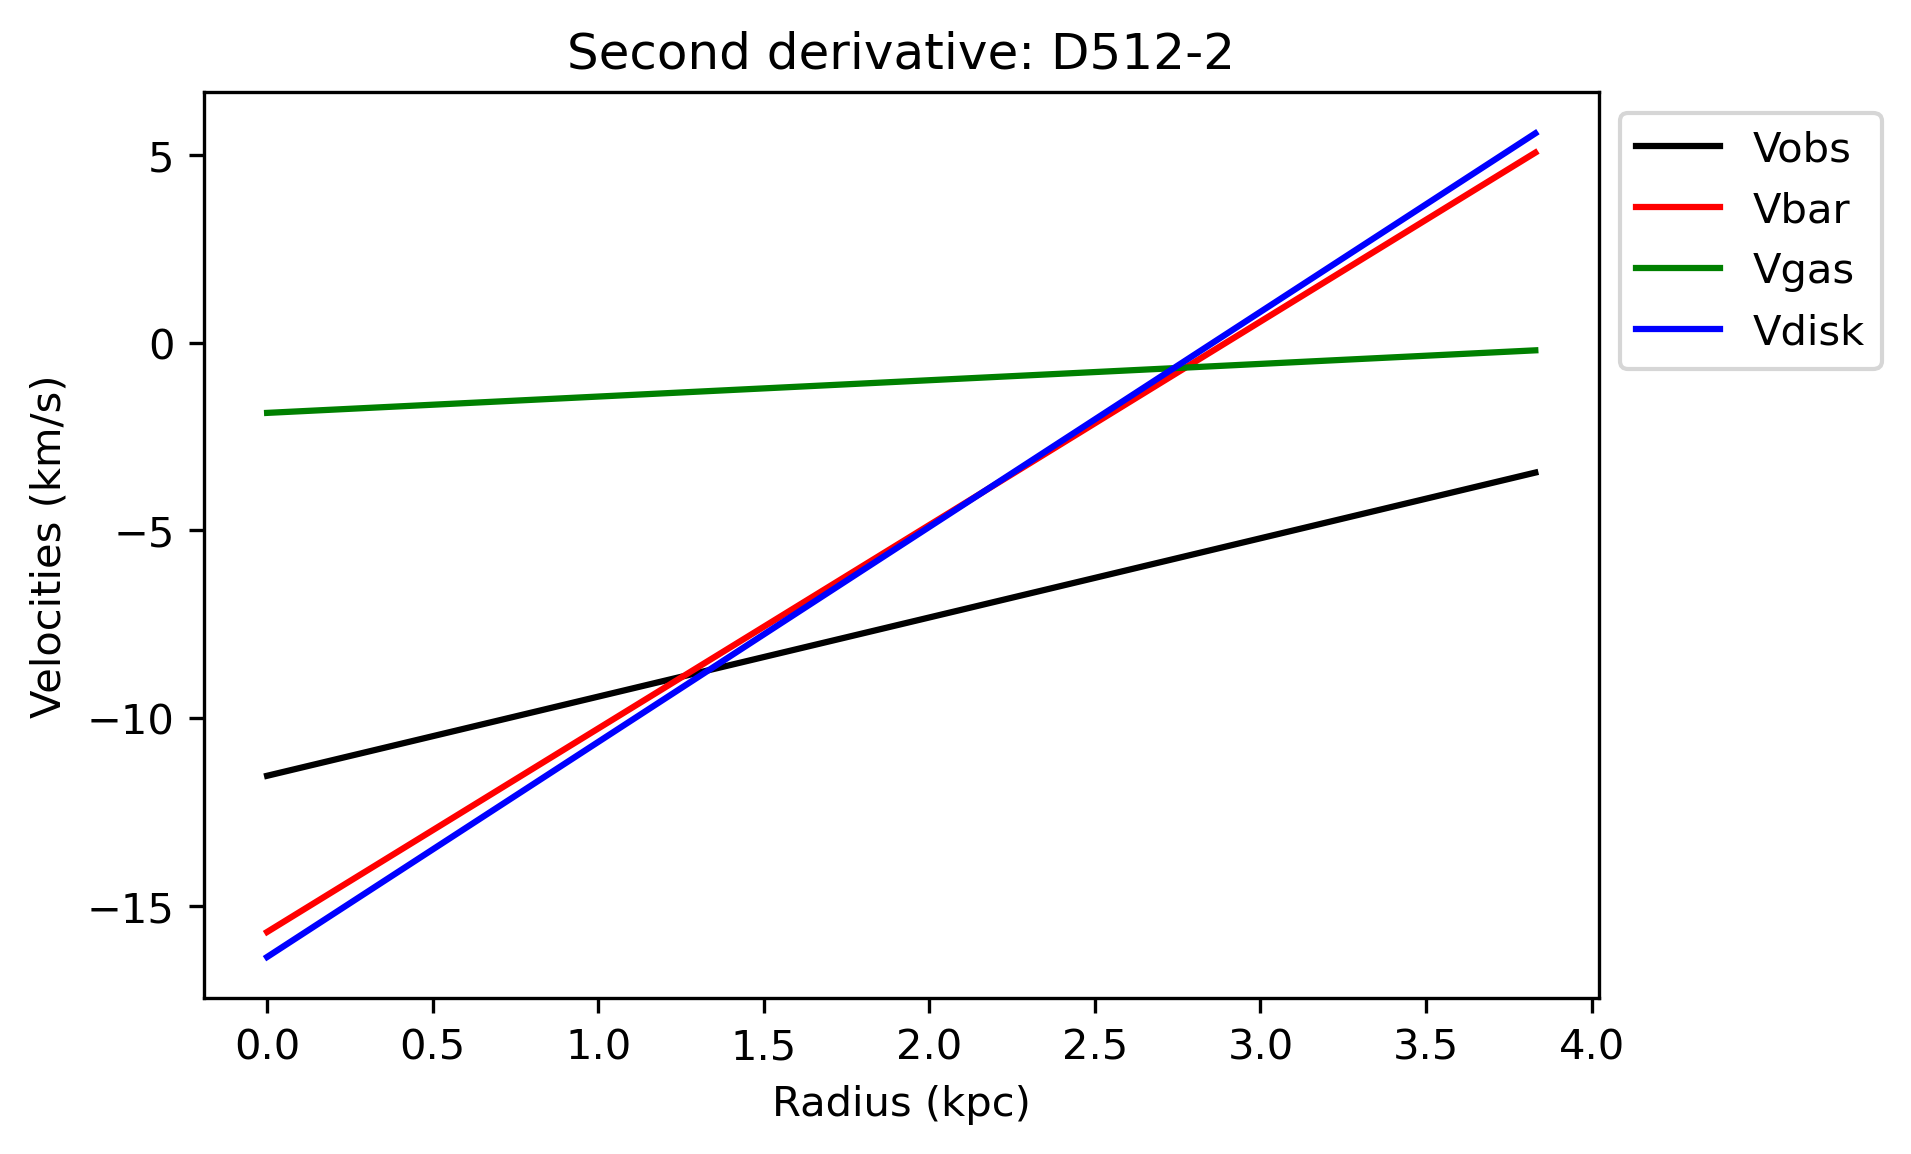 Second derivative: D512-2
Vobs
Vbar
Vgas
Vdisk
Velocities (km/s)
5
0
−5
−10
−15
0.0 0.5 1.0 1.5 2.0 2.5 3.0 3.5 4.0
Radius (kpc)